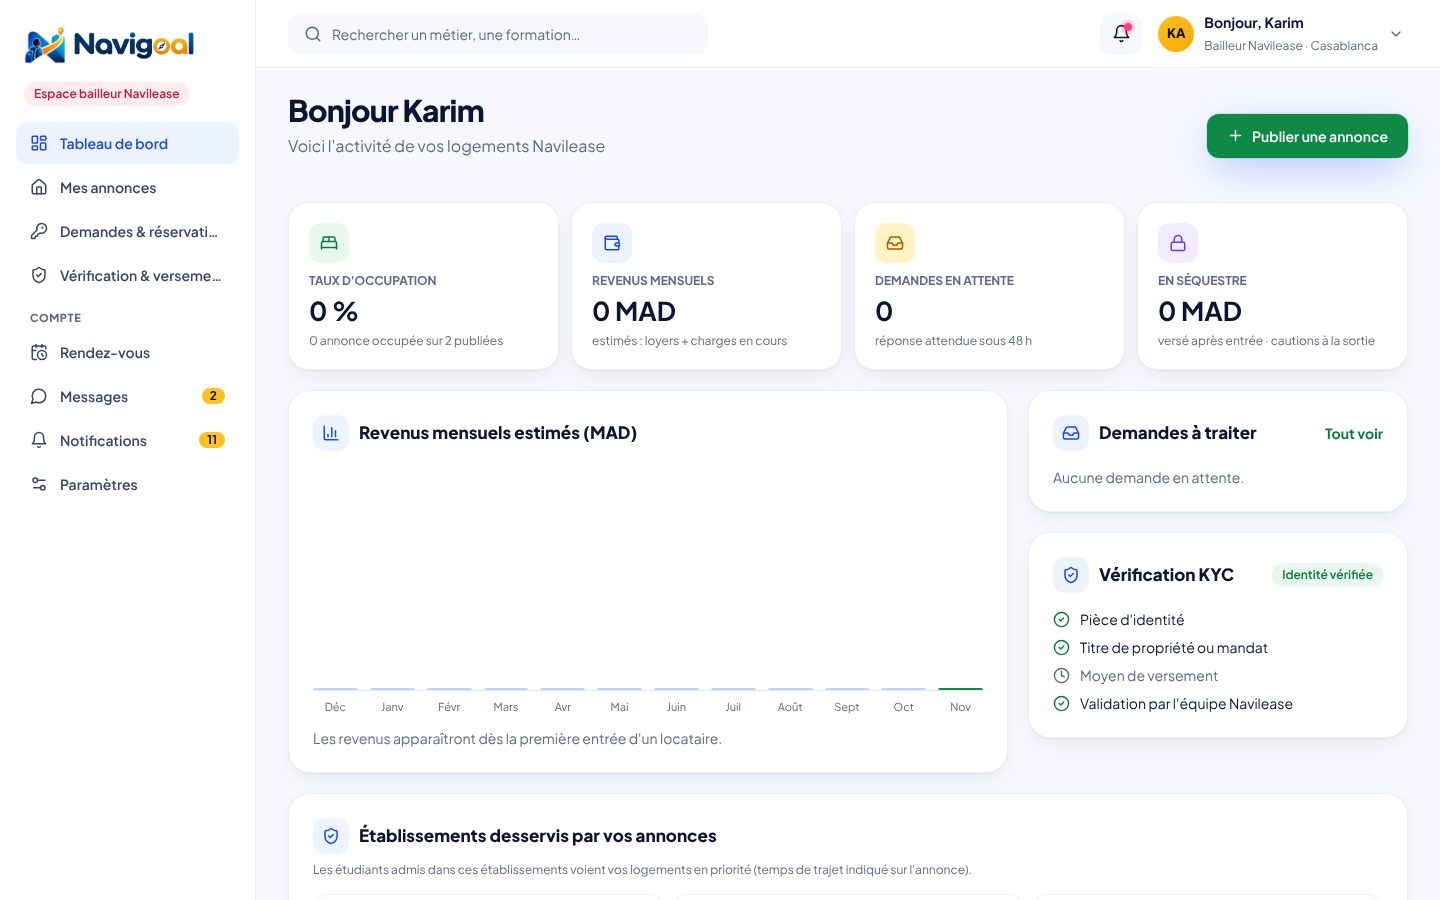 Navigoal
Espace bailleur Navilease
Tableau de bord
Mes annonces
Demandes & réservati...
Vérification & verseme...
COMPTE
Rendez-vous
Messages 2
Notifications 11
Paramètres
Rechercher un métier, une formation...
KA
Bonjour, Karim
Bailleur Navilease · Casablanca
Bonjour Karim
Voici l'activité de vos logements Navilease
Publier une annonce
TAUX D'OCCUPATION
0 %
0 annonce occupée sur 2 publiées
REVENUS MENSUELS
0 MAD
estimés : loyers + charges en cours
DEMANDES EN ATTENTE
0
réponse attendue sous 48 h
EN SÉQUESTRE
0 MAD
versé après entrée · cautions à la sortie
Revenus mensuels estimés (MAD)
Déc Janv Févr Mars Avr Mai Juin Juil Août Sept Oct Nov
Les revenus apparaîtront dès la première entrée d'un locataire.
Demandes à traiter
Tout voir
Aucune demande en attente.
Vérification KYC
Identité vérifiée
Pièce d'identité
Titre de propriété ou mandat
Moyen de versement
Validation par l'équipe Navilease
Établissements desservis par vos annonces
Les étudiants admis dans ces établissements voient vos logements en priorité (temps de trajet indiqué sur l'annonce).